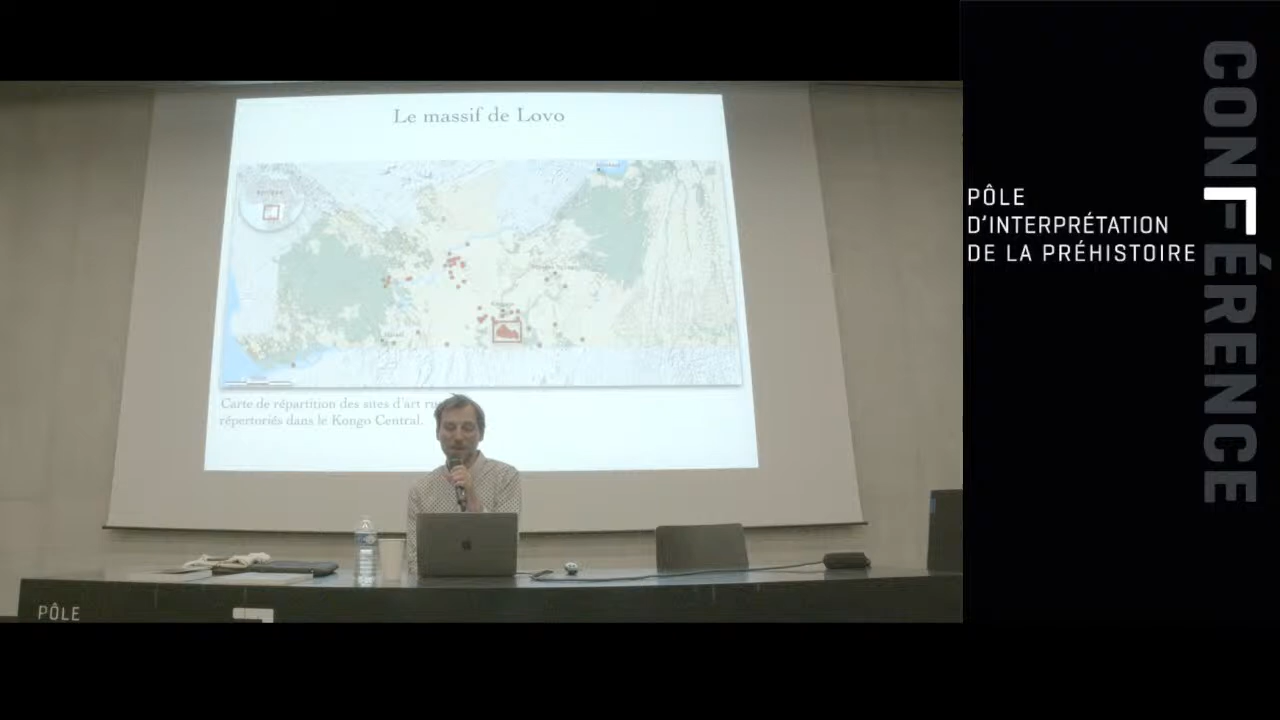 Le massif de Lovo
Carte de répartition des sites d'art
répertoriés dans le Kongo Central.
PÔLE
PÔLE
D'INTERPRÉTATION
DE LA PRÉHISTOIRE
CONFÉRENCE